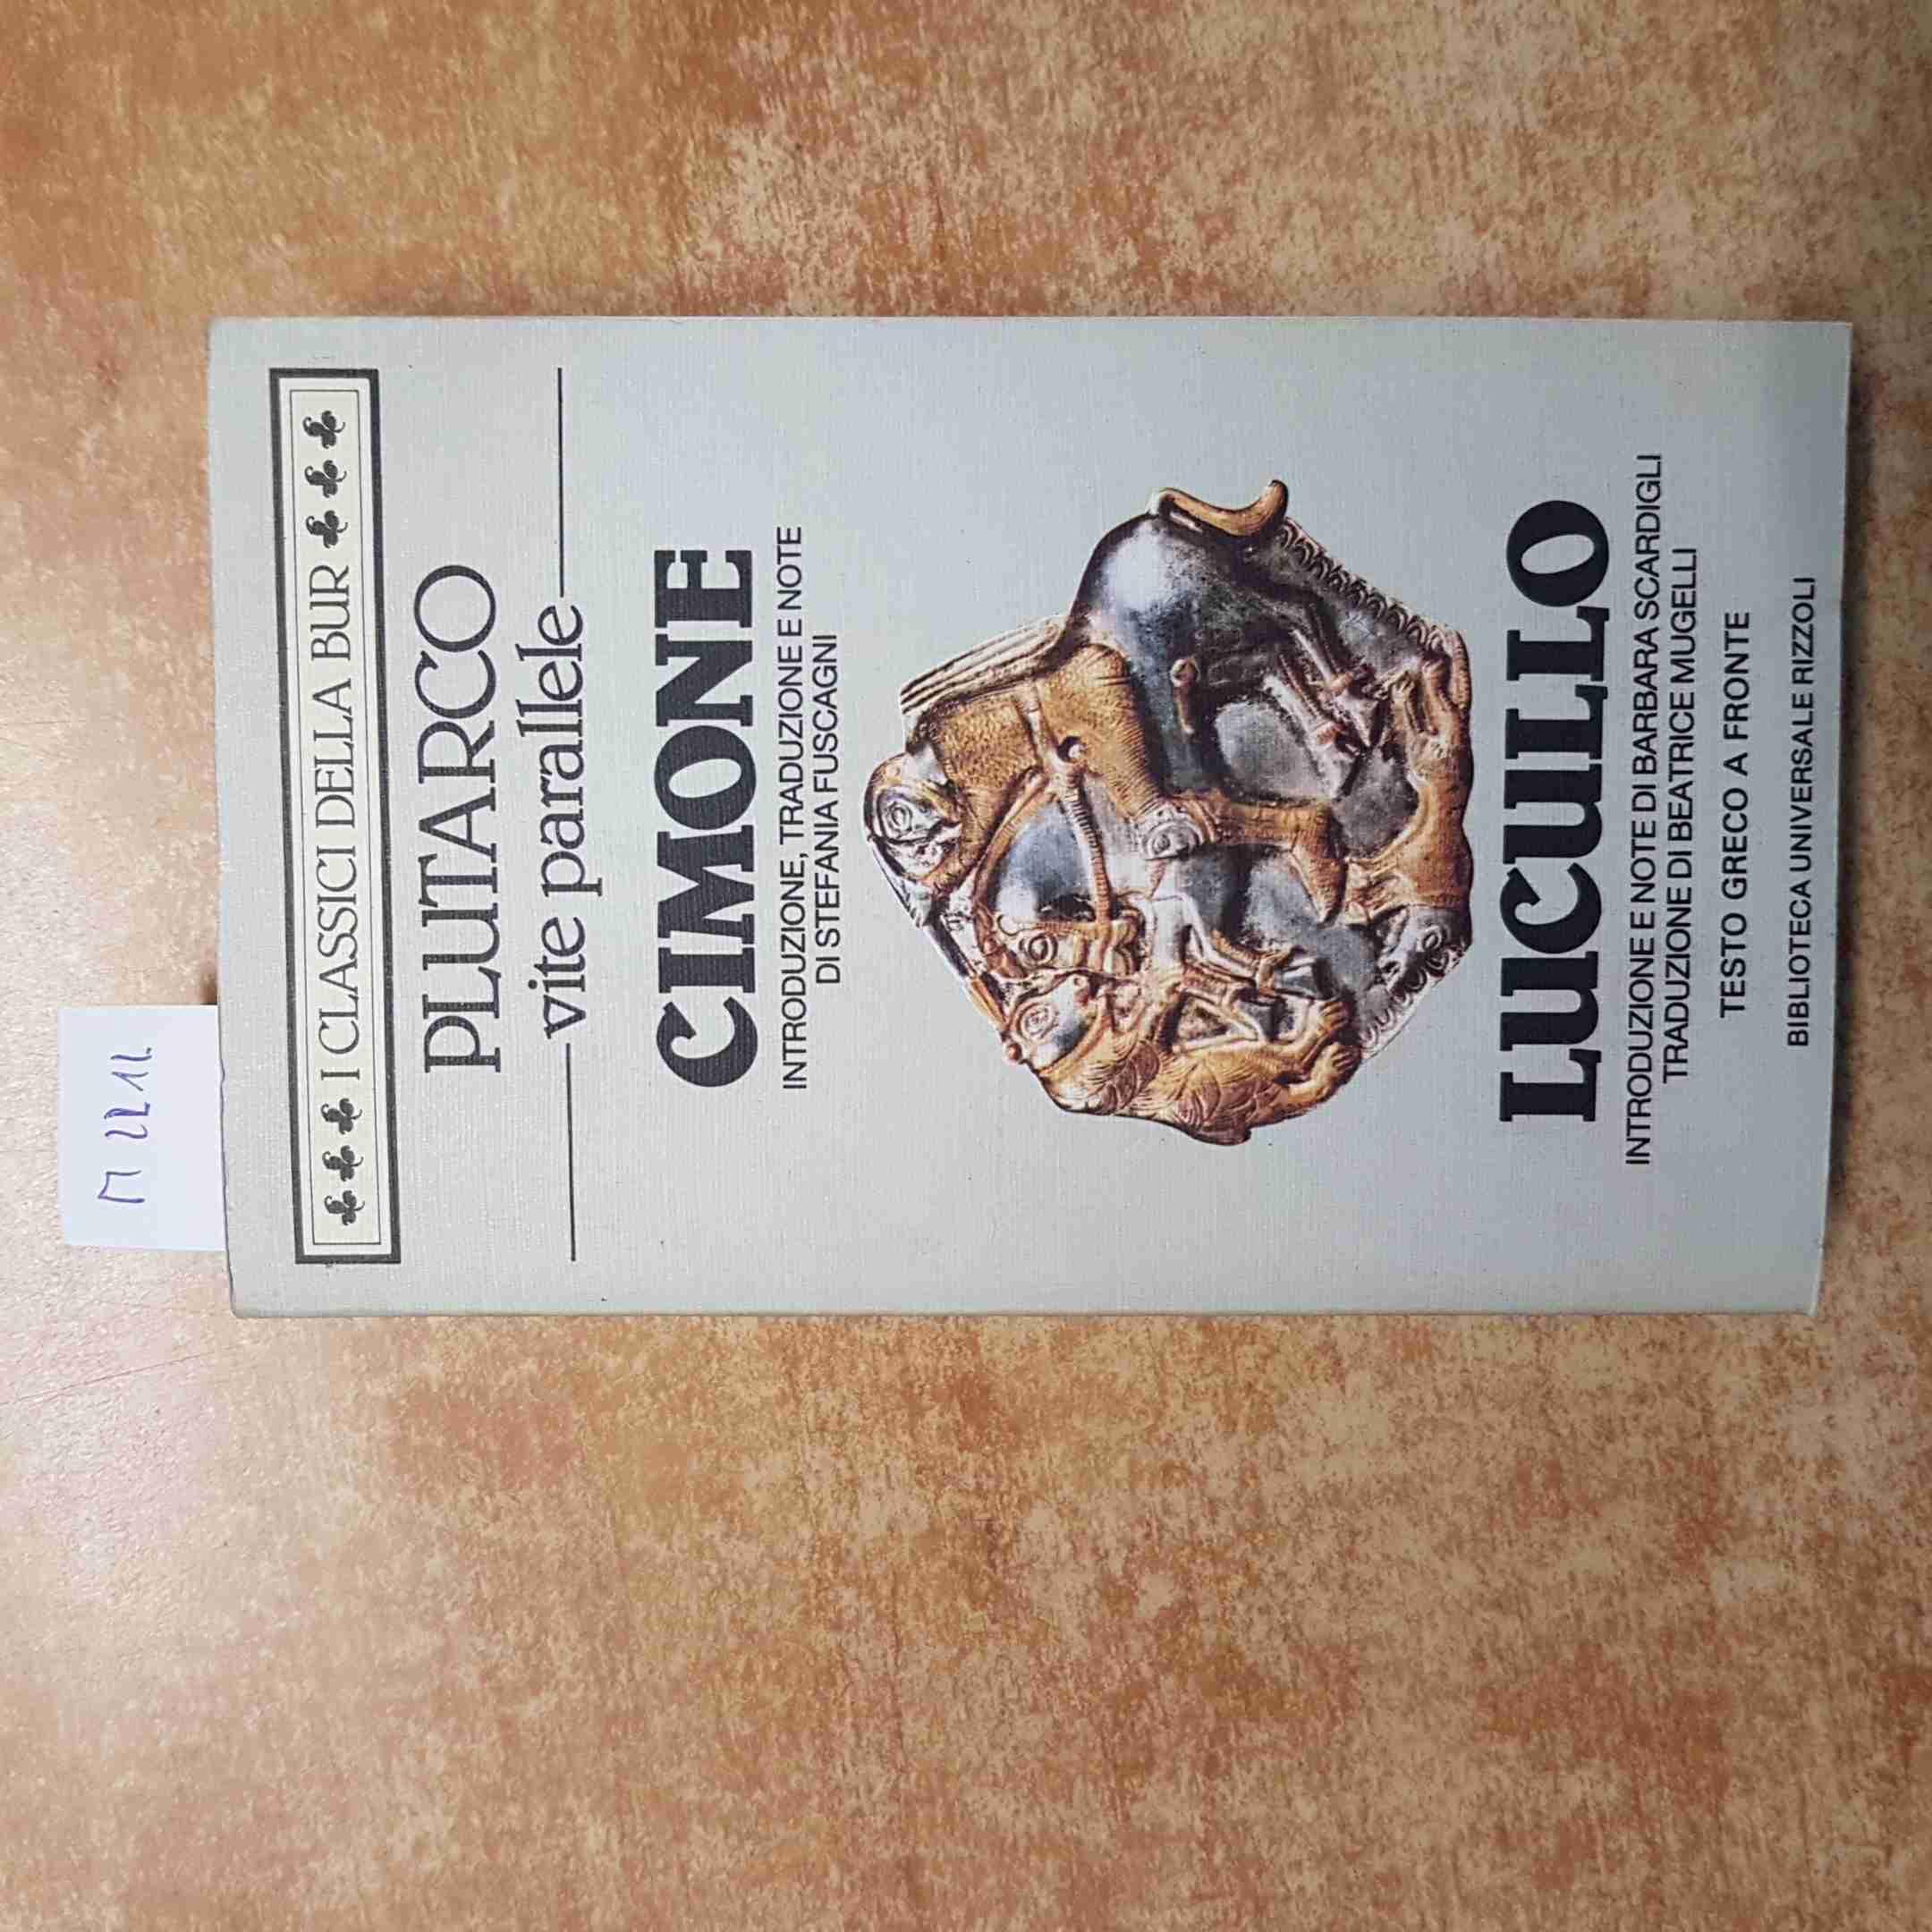 I CLASSICI DELLA BUR
PLUTARCO
vite parallele
CIMONE
INTRODUZIONE, TRADUZIONE E NOTE
DI STEFANIA FUSCAGNI
LUCULLO
INTRODUZIONE E NOTE DI BARBARA SCARDIGLI
TRADUZIONE DI BEATRICE MUGELLI
TESTO GRECO A FRONTE
BIBLIOTECA UNIVERSALE RIZZOLI